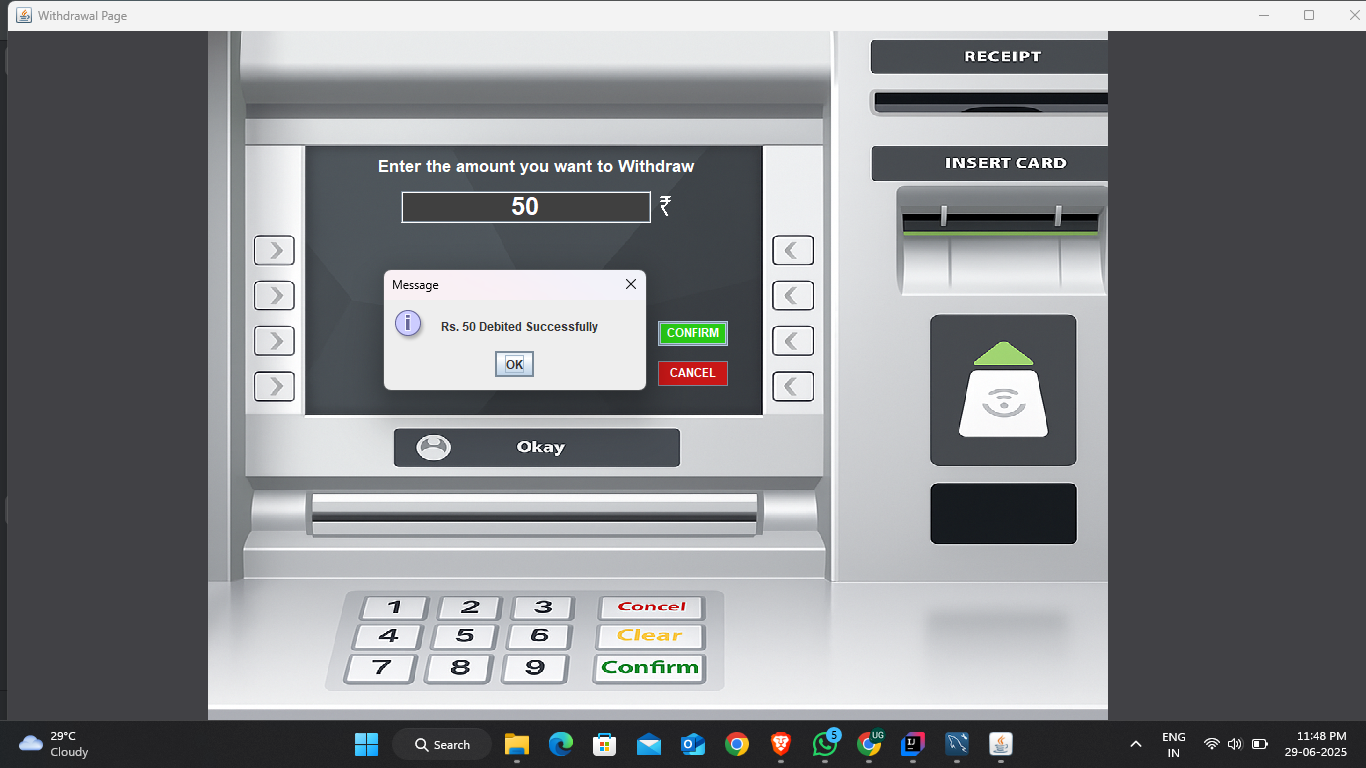 Withdrawal Page
RECEIPT
INSERT CARD
Enter the amount you want to Withdraw
50 ₹
Message
i
Rs. 50 Debited Successfully
OK
CONFIRM
CANCEL
Okay
1 2 3 Concel
4 5 6 Clear
7 8 9 Confirm
29°C
Cloudy
Search
5
UG
IJ
ENG
IN
11:48 PM
29-06-2025